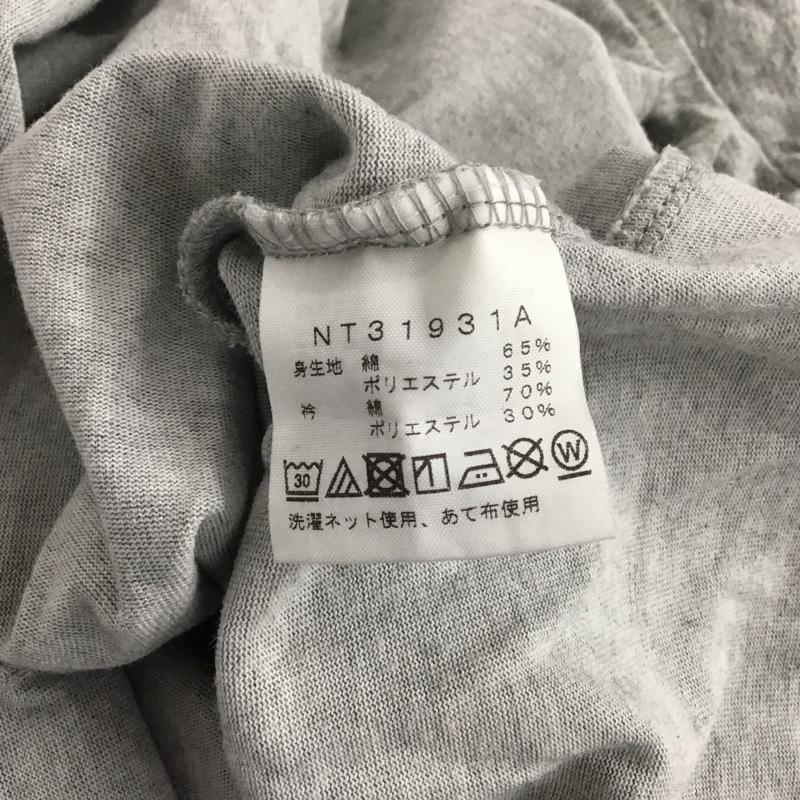 NT31931A
身生地 綿 65%
ポリエステル 35%
衿 綿 70%
ポリエステル 30%
30 W
洗濯ネット使用、あて布使用